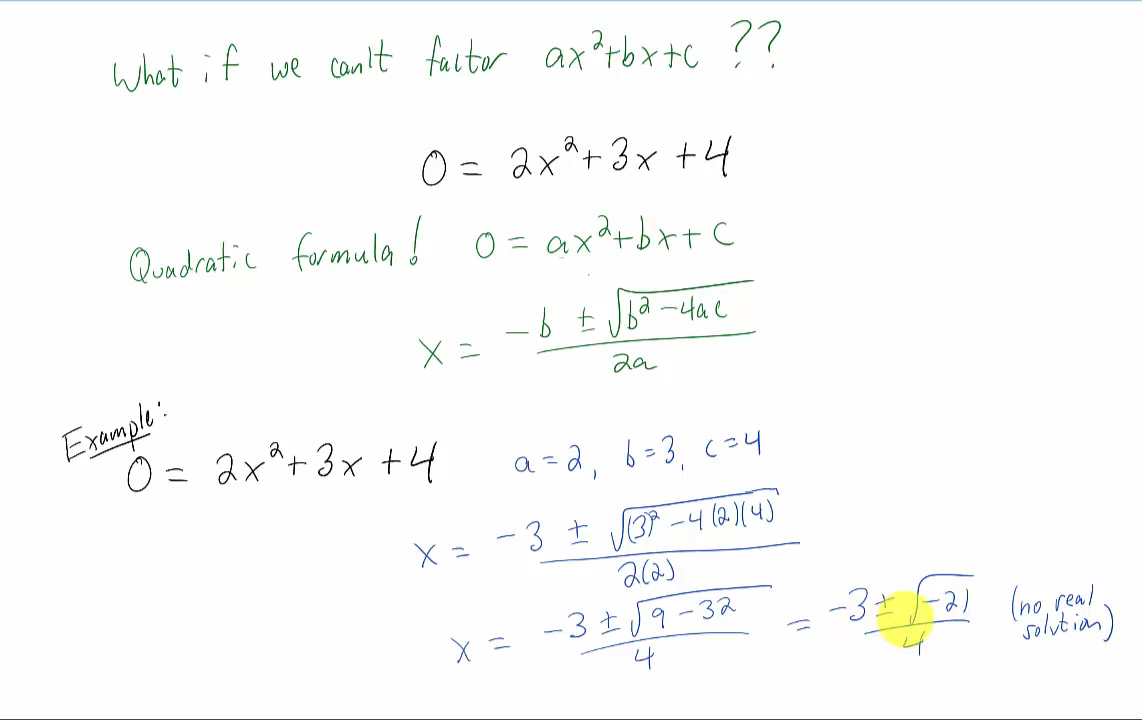 What if we can't factor ax²+bx+c ??
0 = 2x²+3x+4
Quadratic formula! 0 = ax²+bx+c
x = (-b ± √(b²-4ac)) / 2a
Example:
0 = 2x²+3x+4 a=2, b=3, c=4
x = (-3 ± √((3)²-4(2)(4))) / 2(2)
x = (-3 ± √(9-32)) / 4 = (-3 ± √(-21)) / 4 (no real solution)